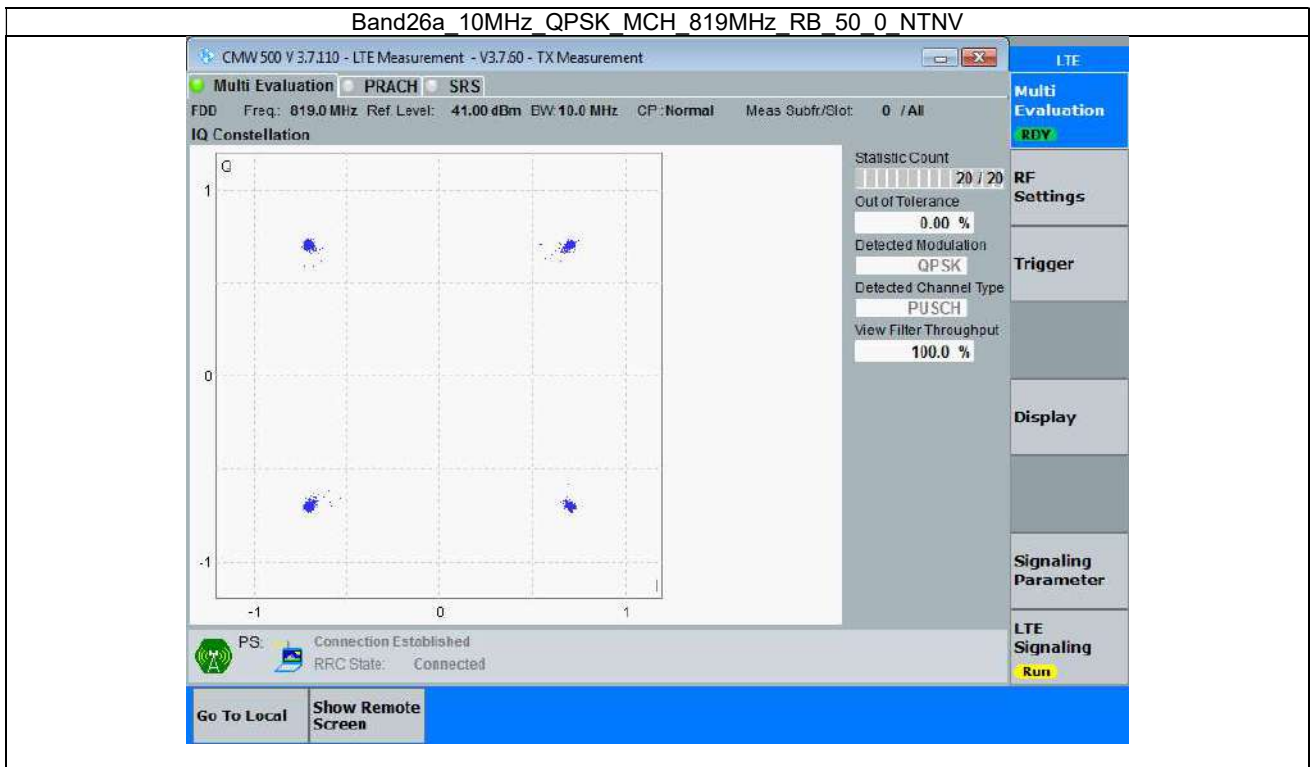 Band26a_10MHz_QPSK_MCH_819MHz_RB_50_0_NTNV
CMW 500 V 3.7.110 - LTE Measurement - V3.7.60 - TX Measurement
LTE
Multi Evaluation PRACH SRS
Multi
Evaluation
RDY
FDD Freq.: 819.0 MHz Ref. Level: 41.00 dBm BW: 10.0 MHz CP: Normal Meas Subfr/Slot: 0 / All
IQ Constellation
Q
1
0
-1
-1 0 1
I
Statistic Count
20 / 20
Out of Tolerance
0.00 %
Detected Modulation
QPSK
Detected Channel Type
PUSCH
View Filter Throughput
100.0 %
RF
Settings
Trigger
Display
Signaling
Parameter
LTE
Signaling
Run
PS: Connection Established
RRC State: Connected
Go To Local
Show Remote
Screen